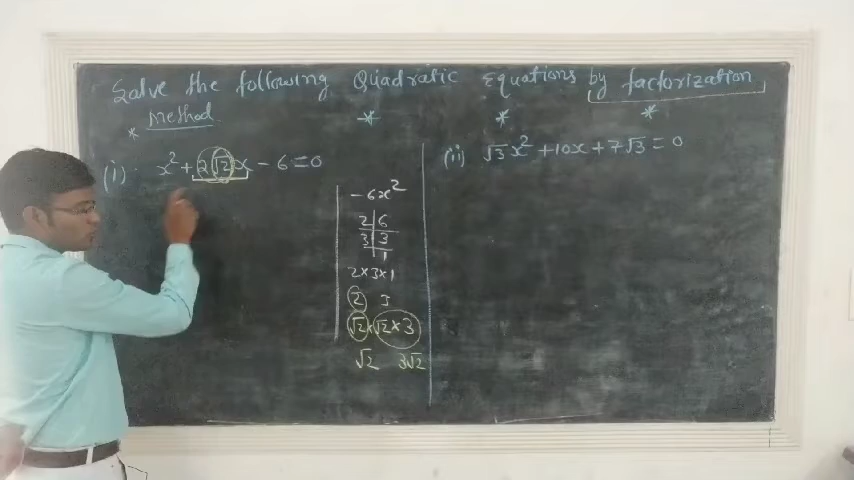 Solve the following Quadratic Equations by factorization
Method
(i) x² + 2√2x - 6 = 0
-6x²
2 | 6
3 | 3
1
2×3×1
2 3
√2×√2×3
√2 3√2
(ii) √3x² + 10x + 7√3 = 0